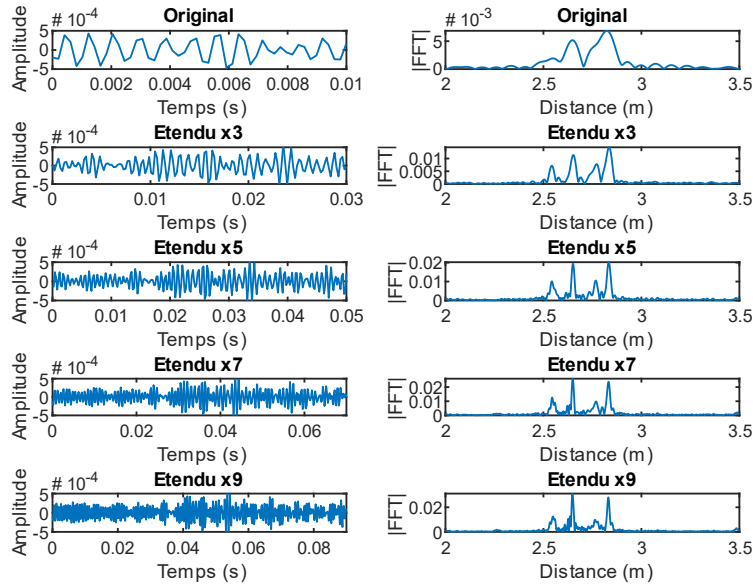 Original
# 10^-4
Amplitude
5
0
-5
0 0.002 0.004 0.006 0.008 0.01
Temps (s)
Original
# 10^-3
|FFT|
5
0
2 2.5 3 3.5
Distance (m)
Etendu x3
# 10^-4
Amplitude
5
0
-5
0 0.01 0.02 0.03
Temps (s)
Etendu x3
|FFT|
0.01
0.005
0
2 2.5 3 3.5
Distance (m)
Etendu x5
# 10^-4
Amplitude
5
0
-5
0 0.01 0.02 0.03 0.04 0.05
Temps (s)
Etendu x5
|FFT|
0.02
0.01
0
2 2.5 3 3.5
Distance (m)
Etendu x7
# 10^-4
Amplitude
5
0
-5
0 0.02 0.04 0.06
Temps (s)
Etendu x7
|FFT|
0.02
0.01
0
2 2.5 3 3.5
Distance (m)
Etendu x9
# 10^-4
Amplitude
5
0
-5
0 0.02 0.04 0.06 0.08
Temps (s)
Etendu x9
|FFT|
0.02
0
2 2.5 3 3.5
Distance (m)